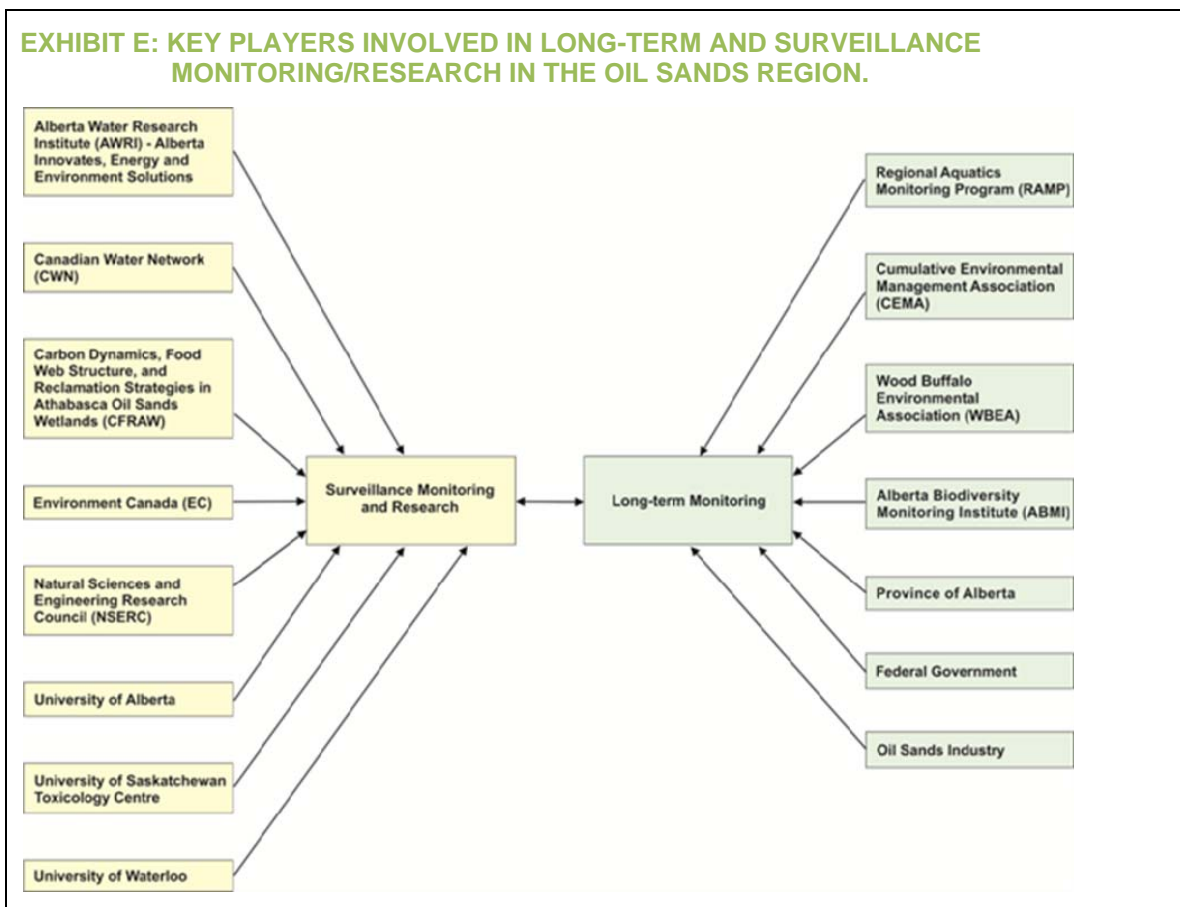 EXHIBIT E: KEY PLAYERS INVOLVED IN LONG-TERM AND SURVEILLANCE
MONITORING/RESEARCH IN THE OIL SANDS REGION.
Alberta Water Research
Institute (AWRI) - Alberta
Innovates, Energy and
Environment Solutions
Canadian Water Network
(CWN)
Carbon Dynamics, Food
Web Structure, and
Reclamation Strategies in
Athabasca Oil Sands
Wetlands (CFRAW)
Environment Canada (EC)
Natural Sciences and
Engineering Research
Council (NSERC)
University of Alberta
University of Saskatchewan
Toxicology Centre
University of Waterloo
Surveillance Monitoring
and Research
Long-term Monitoring
Regional Aquatics
Monitoring Program (RAMP)
Cumulative Environmental
Management Association
(CEMA)
Wood Buffalo
Environmental
Association (WBEA)
Alberta Biodiversity
Monitoring Institute (ABMI)
Province of Alberta
Federal Government
Oil Sands Industry